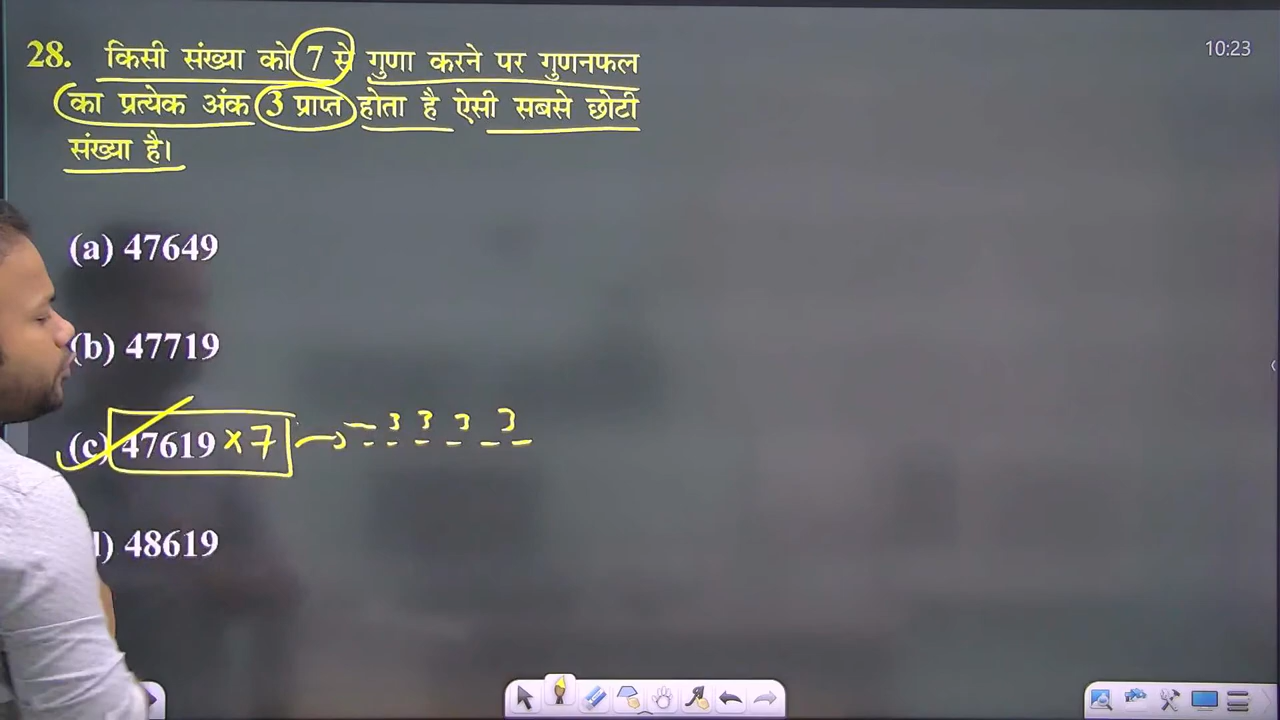 28. किसी संख्या को 7 से गुणा करने पर गुणनफल
का प्रत्येक अंक 3 प्राप्त होता है ऐसी सबसे छोटी
संख्या है।
10:23
(a) 47649
(b) 47719
(c) 47619 × 7 → 3 3 3 3
) 48619